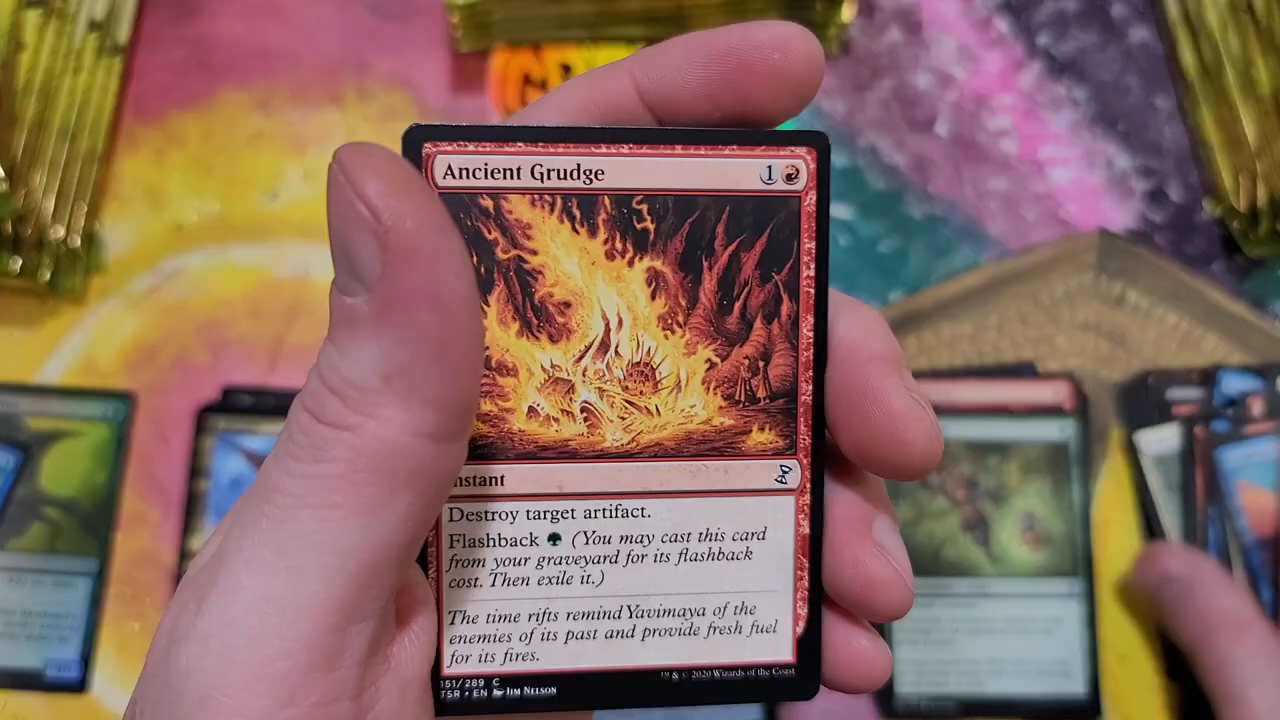 Ancient Grudge 1
nstant
Destroy target artifact.
Flashback (You may cast this card
from your graveyard for its flashback
cost. Then exile it.)
The time rifts remind Yavimaya of the
enemies of its past and provide fresh fuel
for its fires.
151/289 C
TSR • EN Jim Nelson
™ & © 2020 Wizards of the Coast